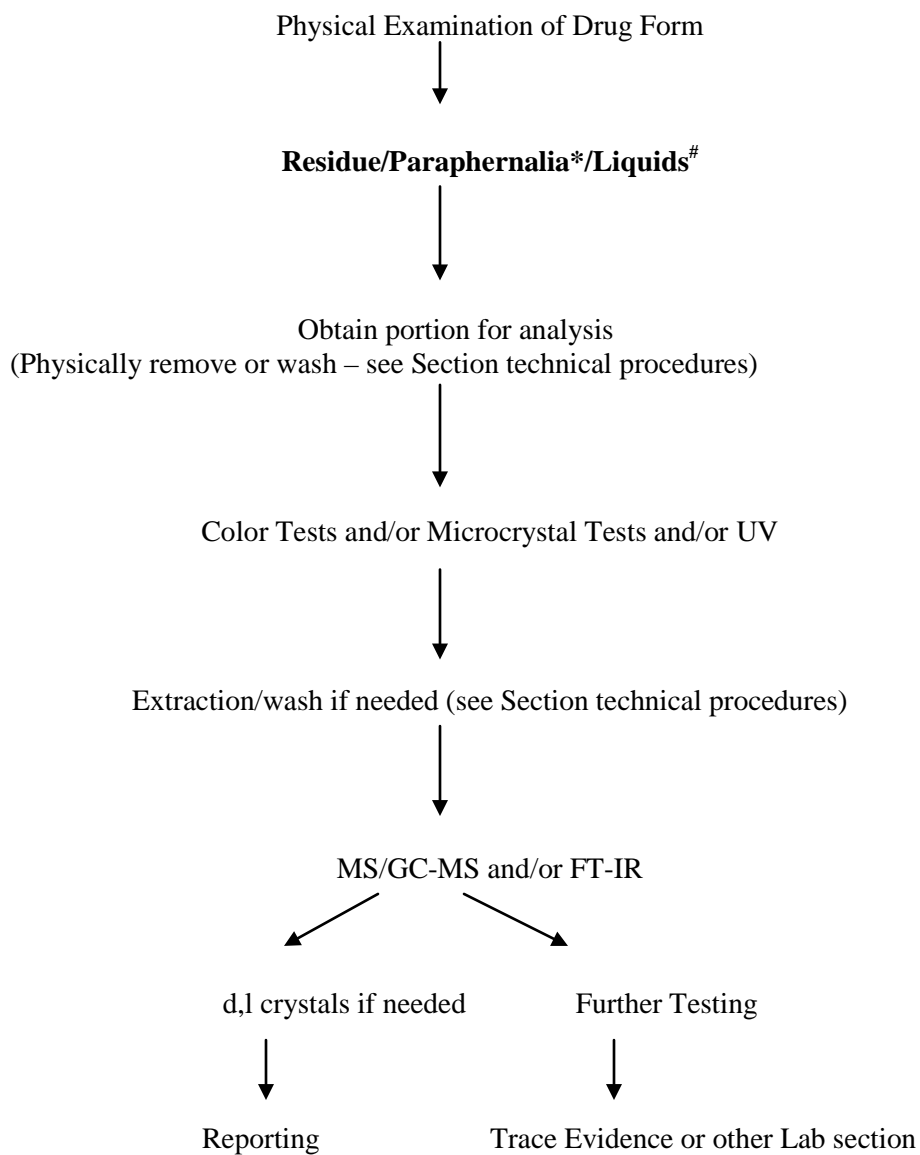 Physical Examination of Drug Form
Residue/Paraphernalia*/Liquids#
Obtain portion for analysis
(Physically remove or wash – see Section technical procedures)
Color Tests and/or Microcrystal Tests and/or UV
Extraction/wash if needed (see Section technical procedures)
MS/GC-MS and/or FT-IR
d,l crystals if needed
Further Testing
Reporting
Trace Evidence or other Lab section